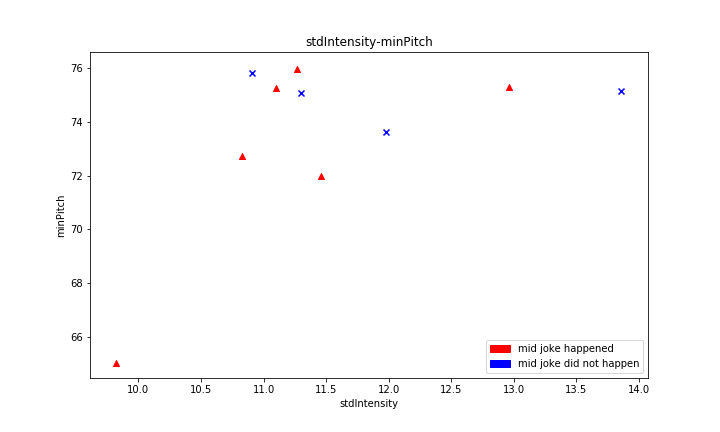 stdIntensity-minPitch
76
74
72
70
68
66
minPitch
10.0 10.5 11.0 11.5 12.0 12.5 13.0 13.5 14.0
stdIntensity
mid joke happened
mid joke did not happen